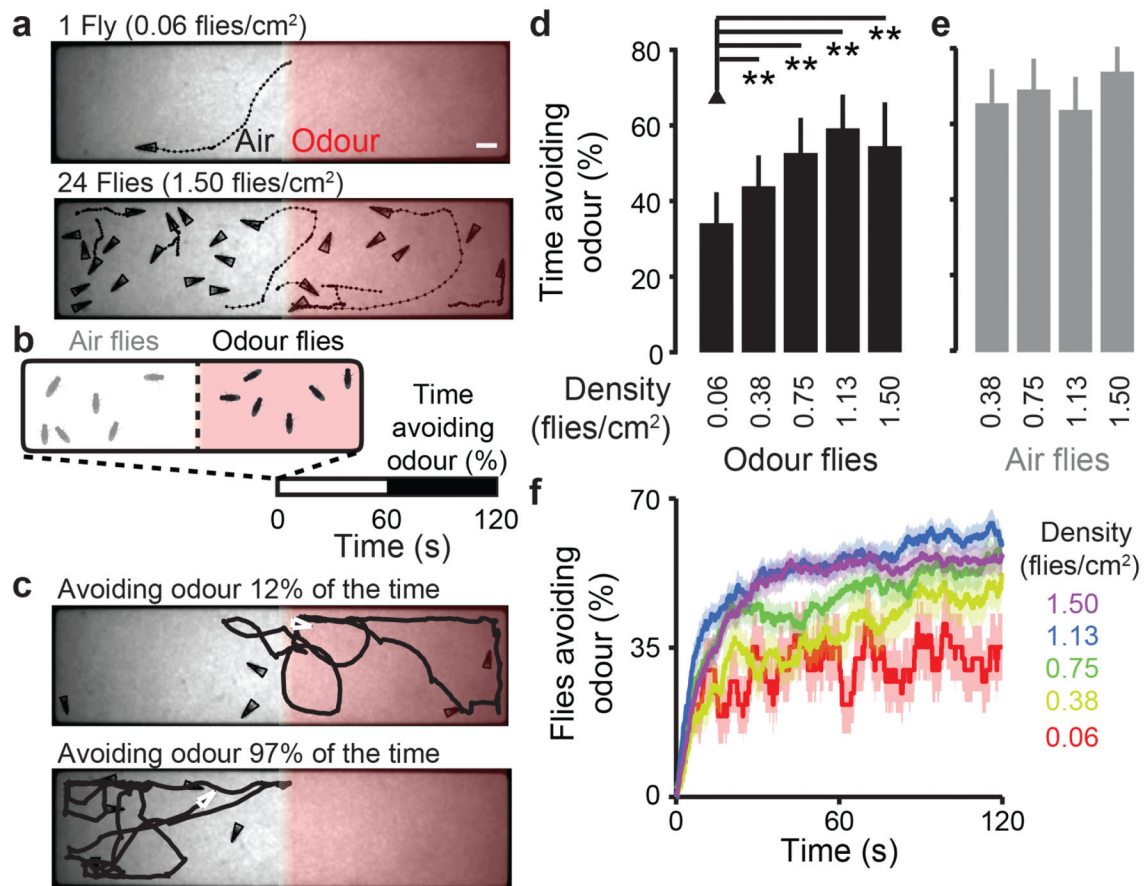 a
1 Fly (0.06 flies/cm²)
Air Odour
24 Flies (1.50 flies/cm²)
b
Air flies Odour flies
Time
avoiding
odour (%)
0 60 120
Time (s)
c
Avoiding odour 12% of the time
Avoiding odour 97% of the time
d
** ** ** **
Time avoiding
odour (%)
80
60
40
20
0
Density
(flies/cm²)
0.06 0.38 0.75 1.13 1.50
Odour flies
e
0.38 0.75 1.13 1.50
Air flies
f
Flies avoiding
odour (%)
70
35
0
0 60 120
Time (s)
Density
(flies/cm²)
1.50
1.13
0.75
0.38
0.06